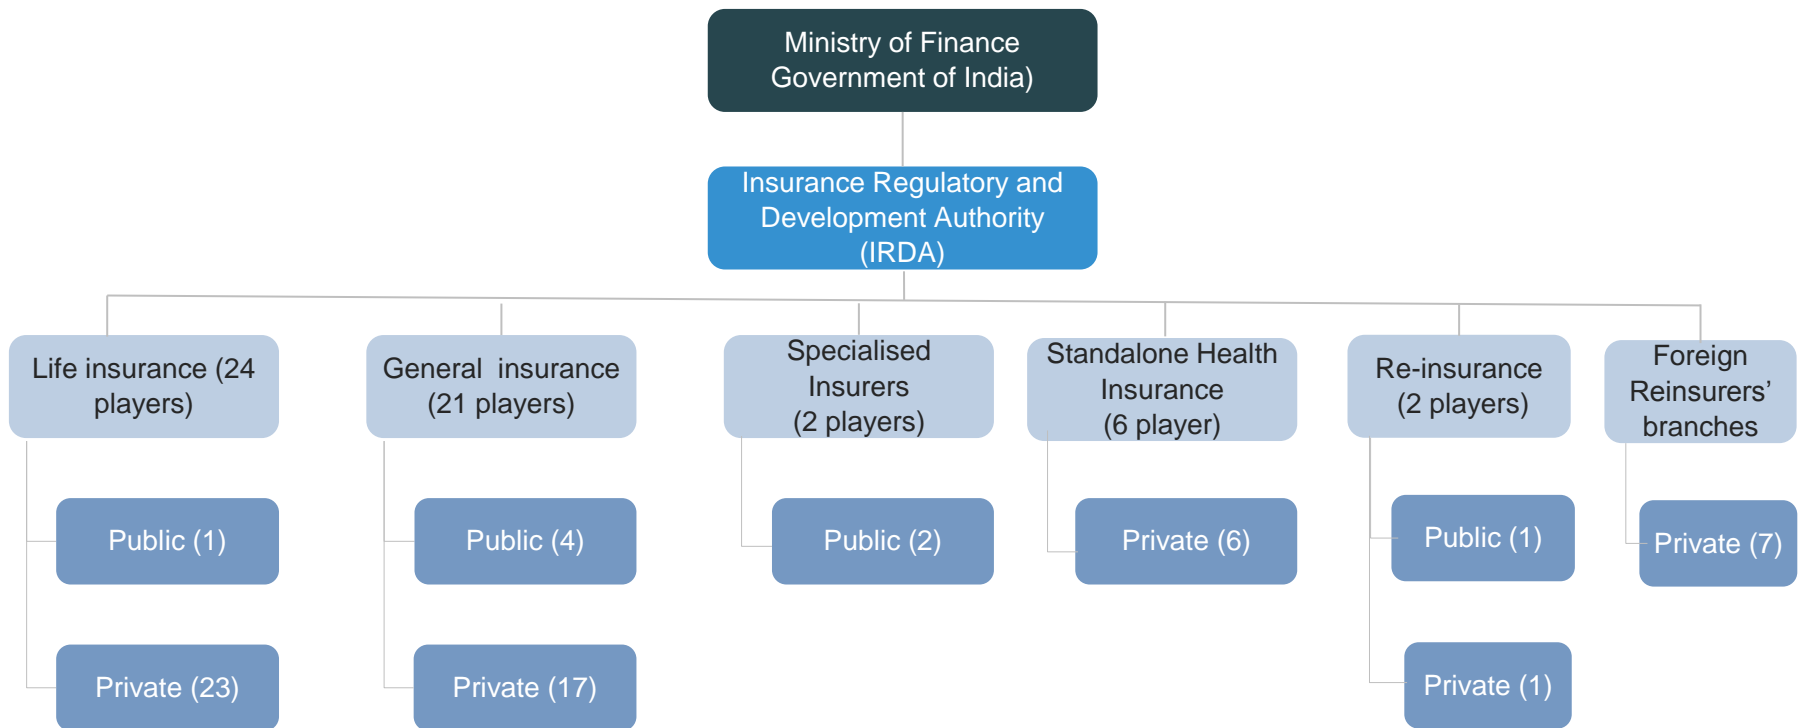 Ministry of Finance
Government of India)
Insurance Regulatory and
Development Authority
(IRDA)
Life insurance (24
players)
General  insurance
(21 players)
Specialised
Insurers
(2 players)
Standalone Health
Insurance
(6 player)
Re-insurance
(2 players)
Foreign
Reinsurers’
branches
Public (1)
Public (4)
Public (2)
Private (6)
Public (1)
Private (7)
Private (23)
Private (17)
Private (1)